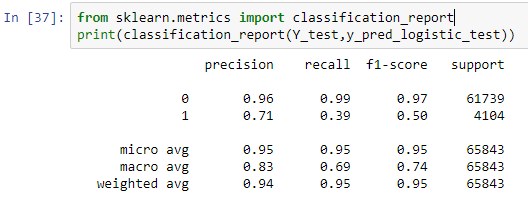 In [37]: from sklearn.metrics import classification_report
print(classification_report(Y_test,y_pred_logistic_test))
precision recall f1-score support
0 0.96 0.99 0.97 61739
1 0.71 0.39 0.50 4104
micro avg 0.95 0.95 0.95 65843
macro avg 0.83 0.69 0.74 65843
weighted avg 0.94 0.95 0.95 65843